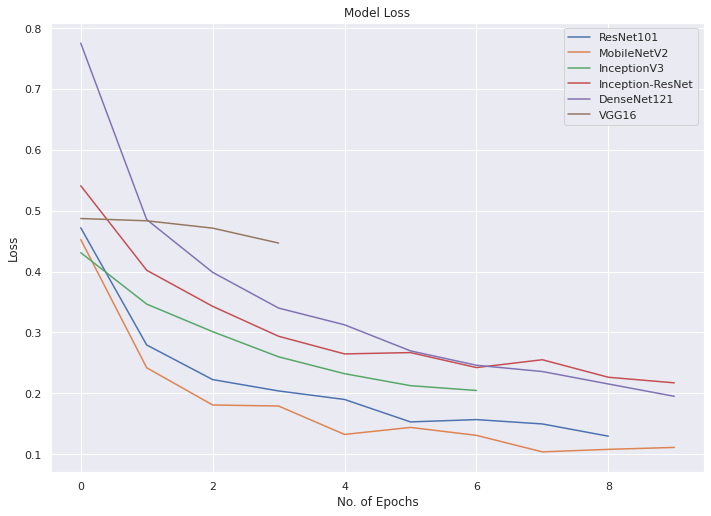 Model Loss
0.8
0.7
0.6
0.5
0.4
0.3
0.2
0.1
Loss
ResNet101
MobileNetV2
InceptionV3
Inception-ResNet
DenseNet121
VGG16
0 2 4 6 8
No. of Epochs